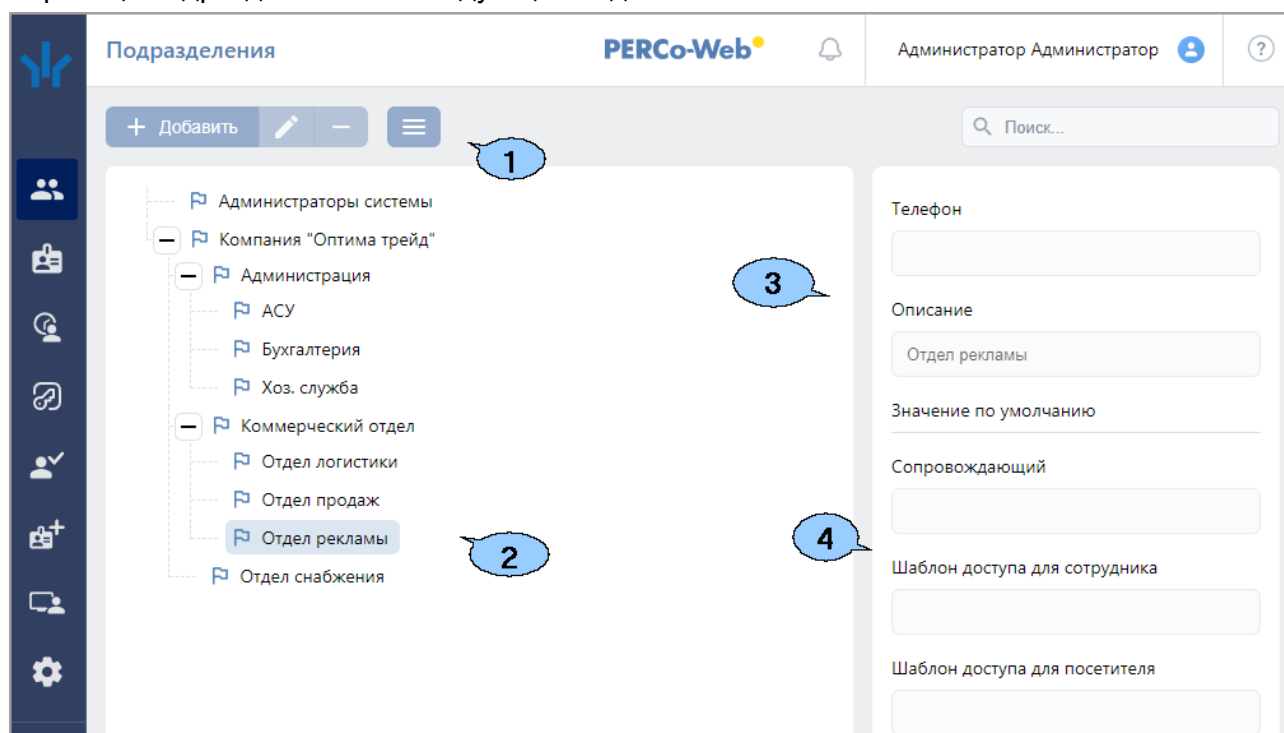 Подразделения
PERCo-Web
Администратор Администратор
?
+ Добавить
Поиск...
1
Администраторы системы
Компания "Оптима трейд"
Администрация
АСУ
Бухгалтерия
Хоз. служба
Коммерческий отдел
Отдел логистики
Отдел продаж
Отдел рекламы
Отдел снабжения
2
3
Телефон
Описание
Отдел рекламы
Значение по умолчанию
Сопровождающий
4
Шаблон доступа для сотрудника
Шаблон доступа для посетителя